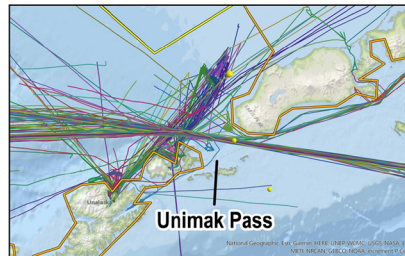 Unalaska
Unimak Pass
National Geographic, Esri, Garmin, HERE, UNEP-WCMC, USGS, NASA, E
METI, NRCAN, GEBCO, NOAA, increment P C